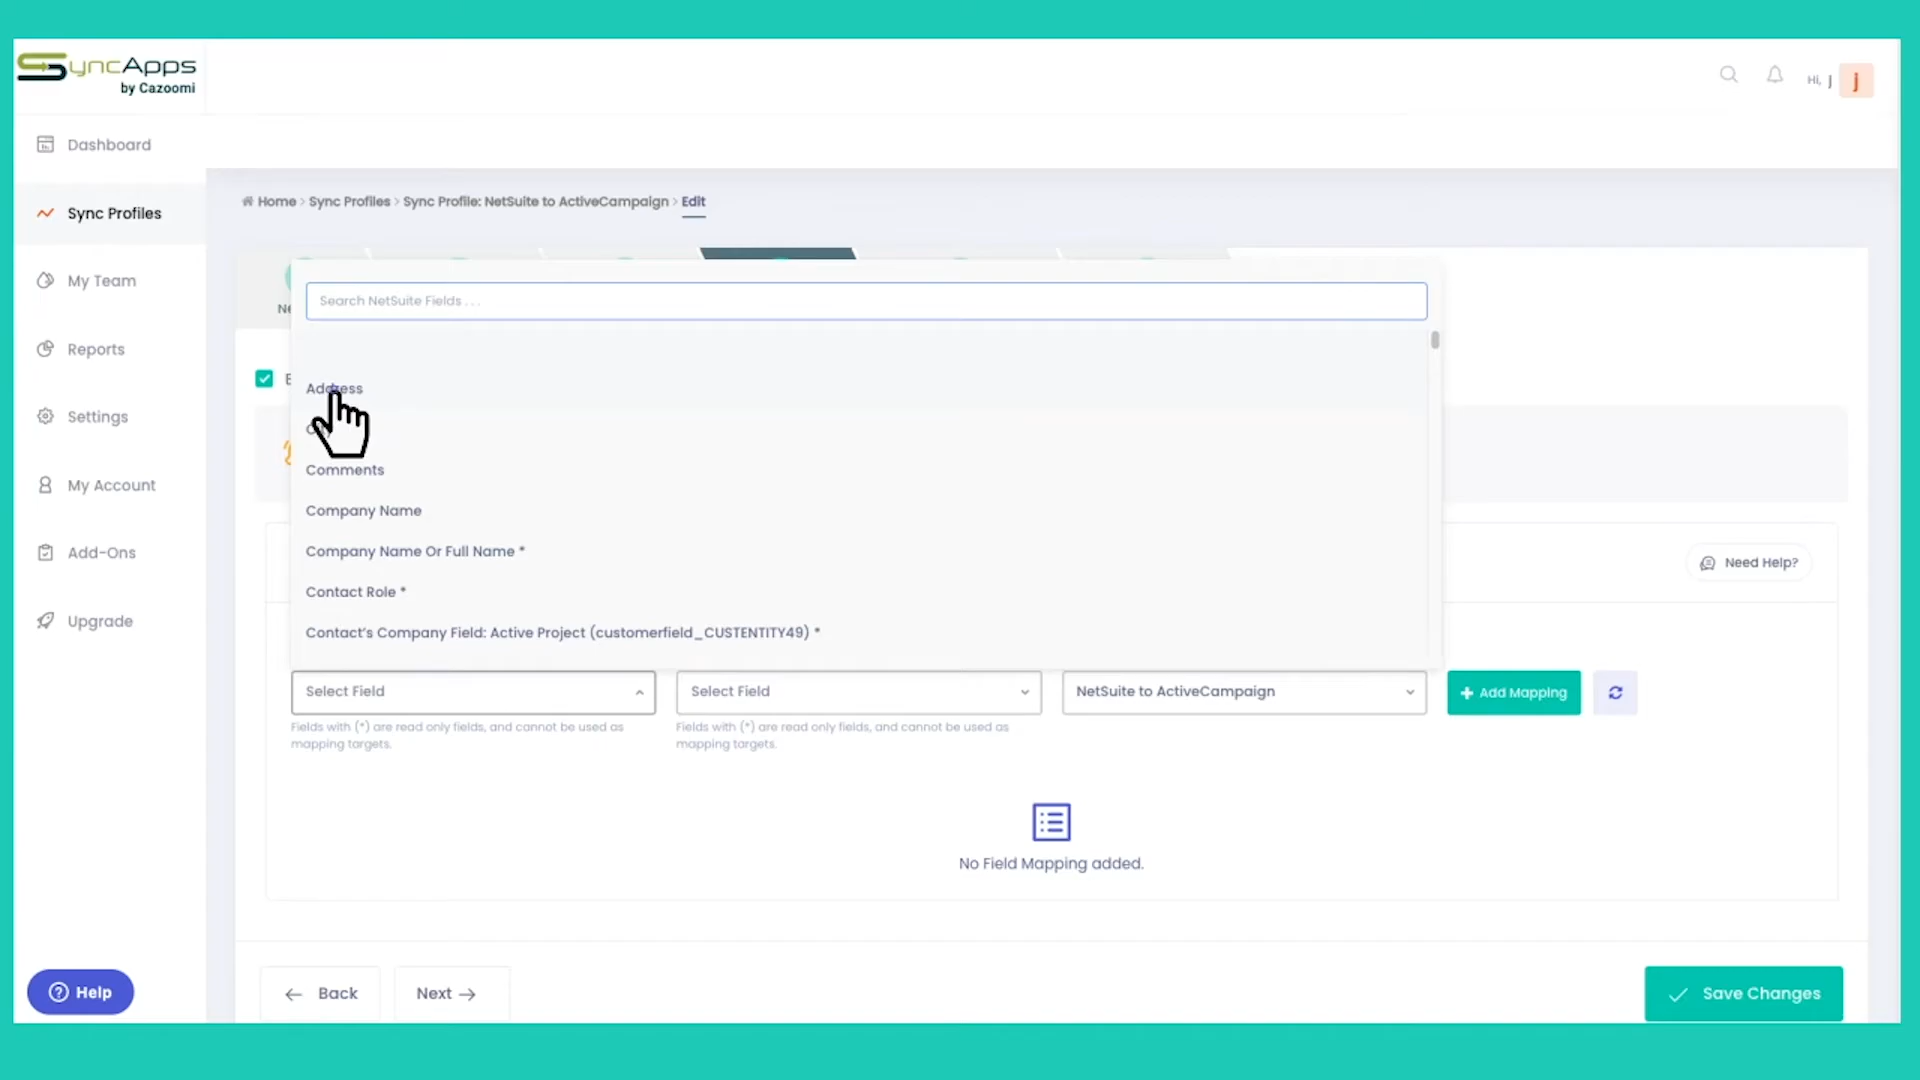 SyncApps
by Cazoomi
Hi, j
j
Dashboard
Sync Profiles
My Team
Reports
Settings
My Account
Add-Ons
Upgrade
Help
Home > Sync Profiles > Sync Profile: NetSuite to ActiveCampaign > Edit
Ne
Search NetSuite Fields . . .
E
Address
Comments
Company Name
Company Name Or Full Name *
Contact Role *
Contact's Company Field: Active Project (customerfield_CUSTENTITY49) *
Need Help?
Select Field
Select Field
NetSuite to ActiveCampaign
+ Add Mapping
Fields with (*) are read only fields, and cannot be used as
mapping targets.
Fields with (*) are read only fields, and cannot be used as
mapping targets.
No Field Mapping added.
← Back
Next →
Save Changes